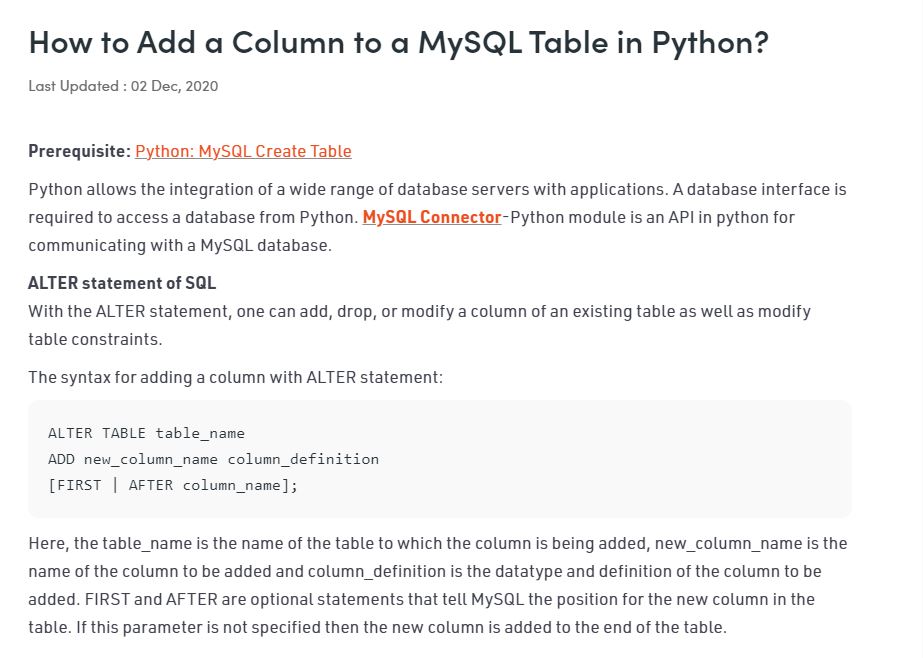 How to Add a Column to a MySQL Table in Python?
Last Updated : 02 Dec, 2020
Prerequisite: Python: MySQL Create Table
Python allows the integration of a wide range of database servers with applications. A database interface is
required to access a database from Python. MySQL Connector-Python module is an API in python for
communicating with a MySQL database.
ALTER statement of SQL
With the ALTER statement, one can add, drop, or modify a column of an existing table as well as modify
table constraints.
The syntax for adding a column with ALTER statement:
ALTER TABLE table_name
ADD new_column_name column_definition
[FIRST | AFTER column_name];
Here, the table_name is the name of the table to which the column is being added, new_column_name is the
name of the column to be added and column_definition is the datatype and definition of the column to be
added. FIRST and AFTER are optional statements that tell MySQL the position for the new column in the
table. If this parameter is not specified then the new column is added to the end of the table.